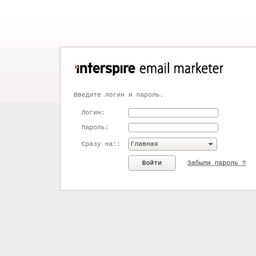 interspire email marketer
Введите логин и пароль.
Логин:
Пароль:
Сразу на:: Главная
Войти Забыли пароль ?